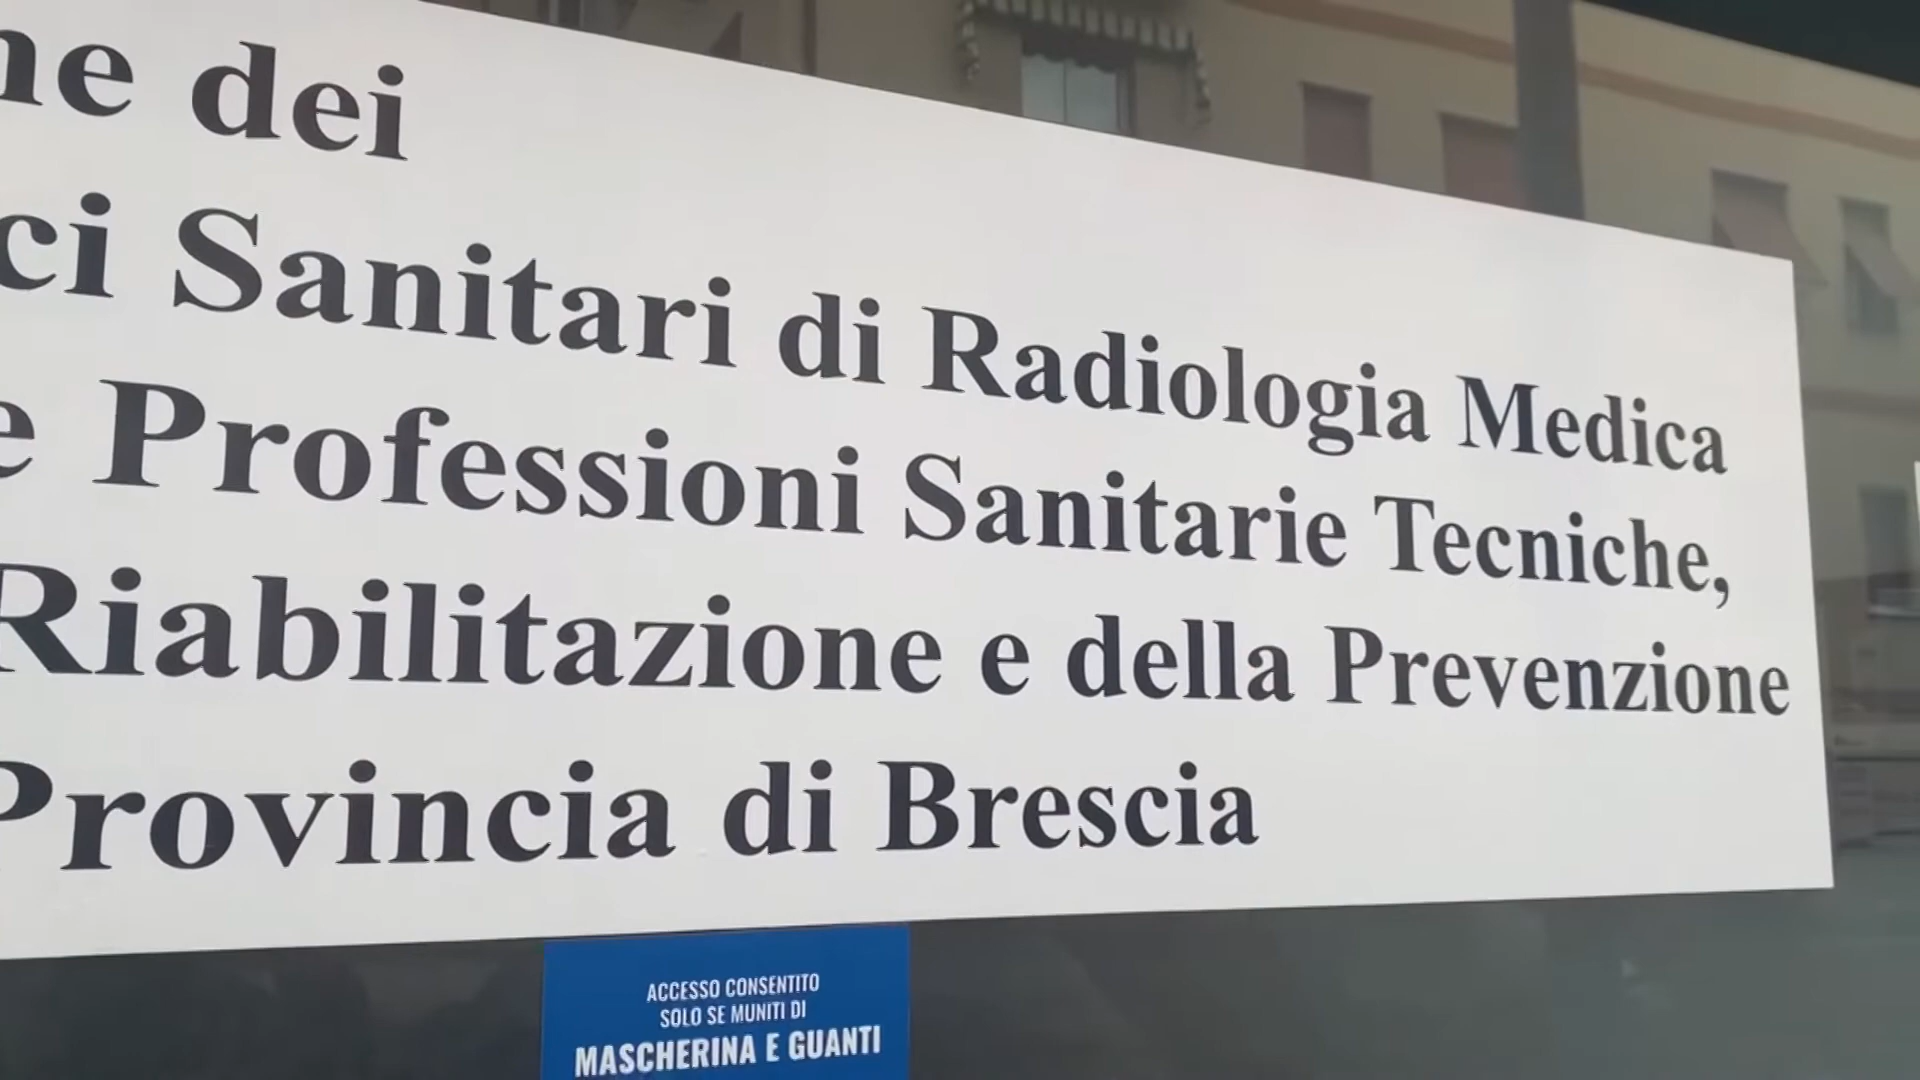 ne dei
ci Sanitari di Radiologia Medica
e Professioni Sanitarie Tecniche,
Riabilitazione e della Prevenzione
Provincia di Brescia
ACCESSO CONSENTITO
SOLO SE MUNITI DI
MASCHERINA E GUANTI